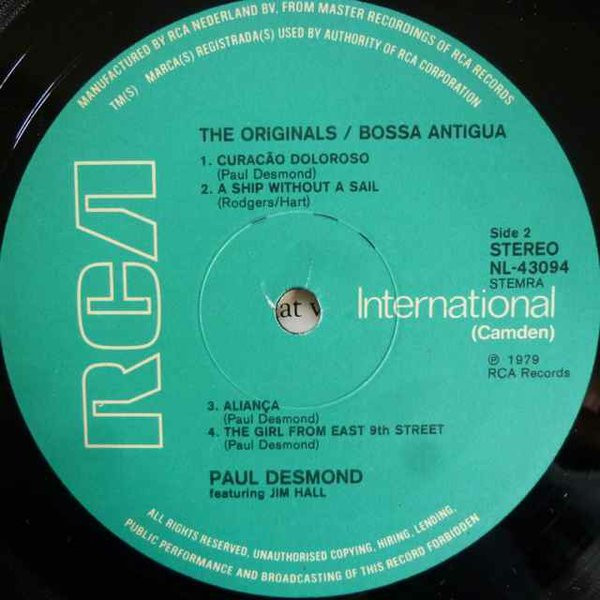 MANUFACTURED BY RCA NEDERLAND BV. FROM MASTER RECORDINGS OF RCA RECORDS
TM(S) MARCA(S) REGISTRADA(S) USED BY AUTHORITY OF RCA CORPORATION
THE ORIGINALS / BOSSA ANTIGUA
1. CURACÃO DOLOROSO
(Paul Desmond)
2. A SHIP WITHOUT A SAIL
(Rodgers/Hart)
RCA
Side 2
STEREO
NL-43094
STEMRA
International
(Camden)
℗ 1979
RCA Records
at
3. ALIANÇA
(Paul Desmond)
4. THE GIRL FROM EAST 9th STREET
(Paul Desmond)
PAUL DESMOND
featuring JIM HALL
ALL RIGHTS RESERVED, UNAUTHORISED COPYING, HIRING, LENDING,
PUBLIC PERFORMANCE AND BROADCASTING OF THIS RECORD FORBIDDEN